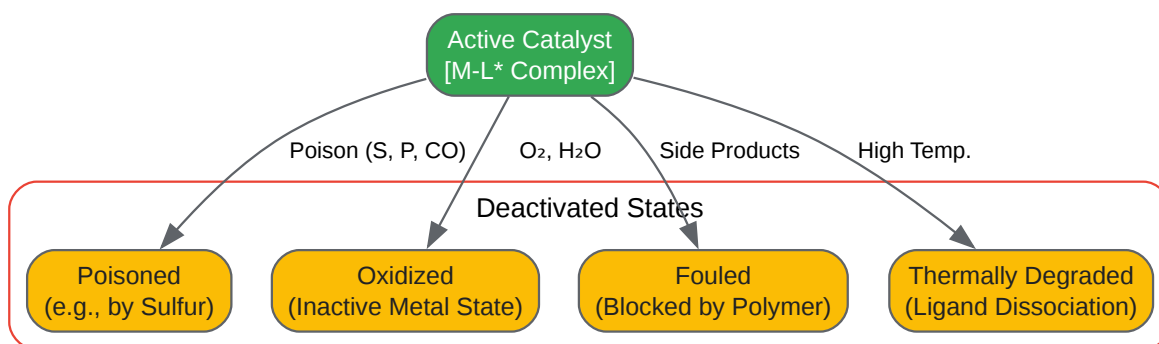 Active Catalyst
[M-L* Complex]
Poison (S, P, CO)
O₂, H₂O
Side Products
High Temp.
Deactivated States
Poisoned
(e.g., by Sulfur)
Oxidized
(Inactive Metal State)
Fouled
(Blocked by Polymer)
Thermally Degraded
(Ligand Dissociation)